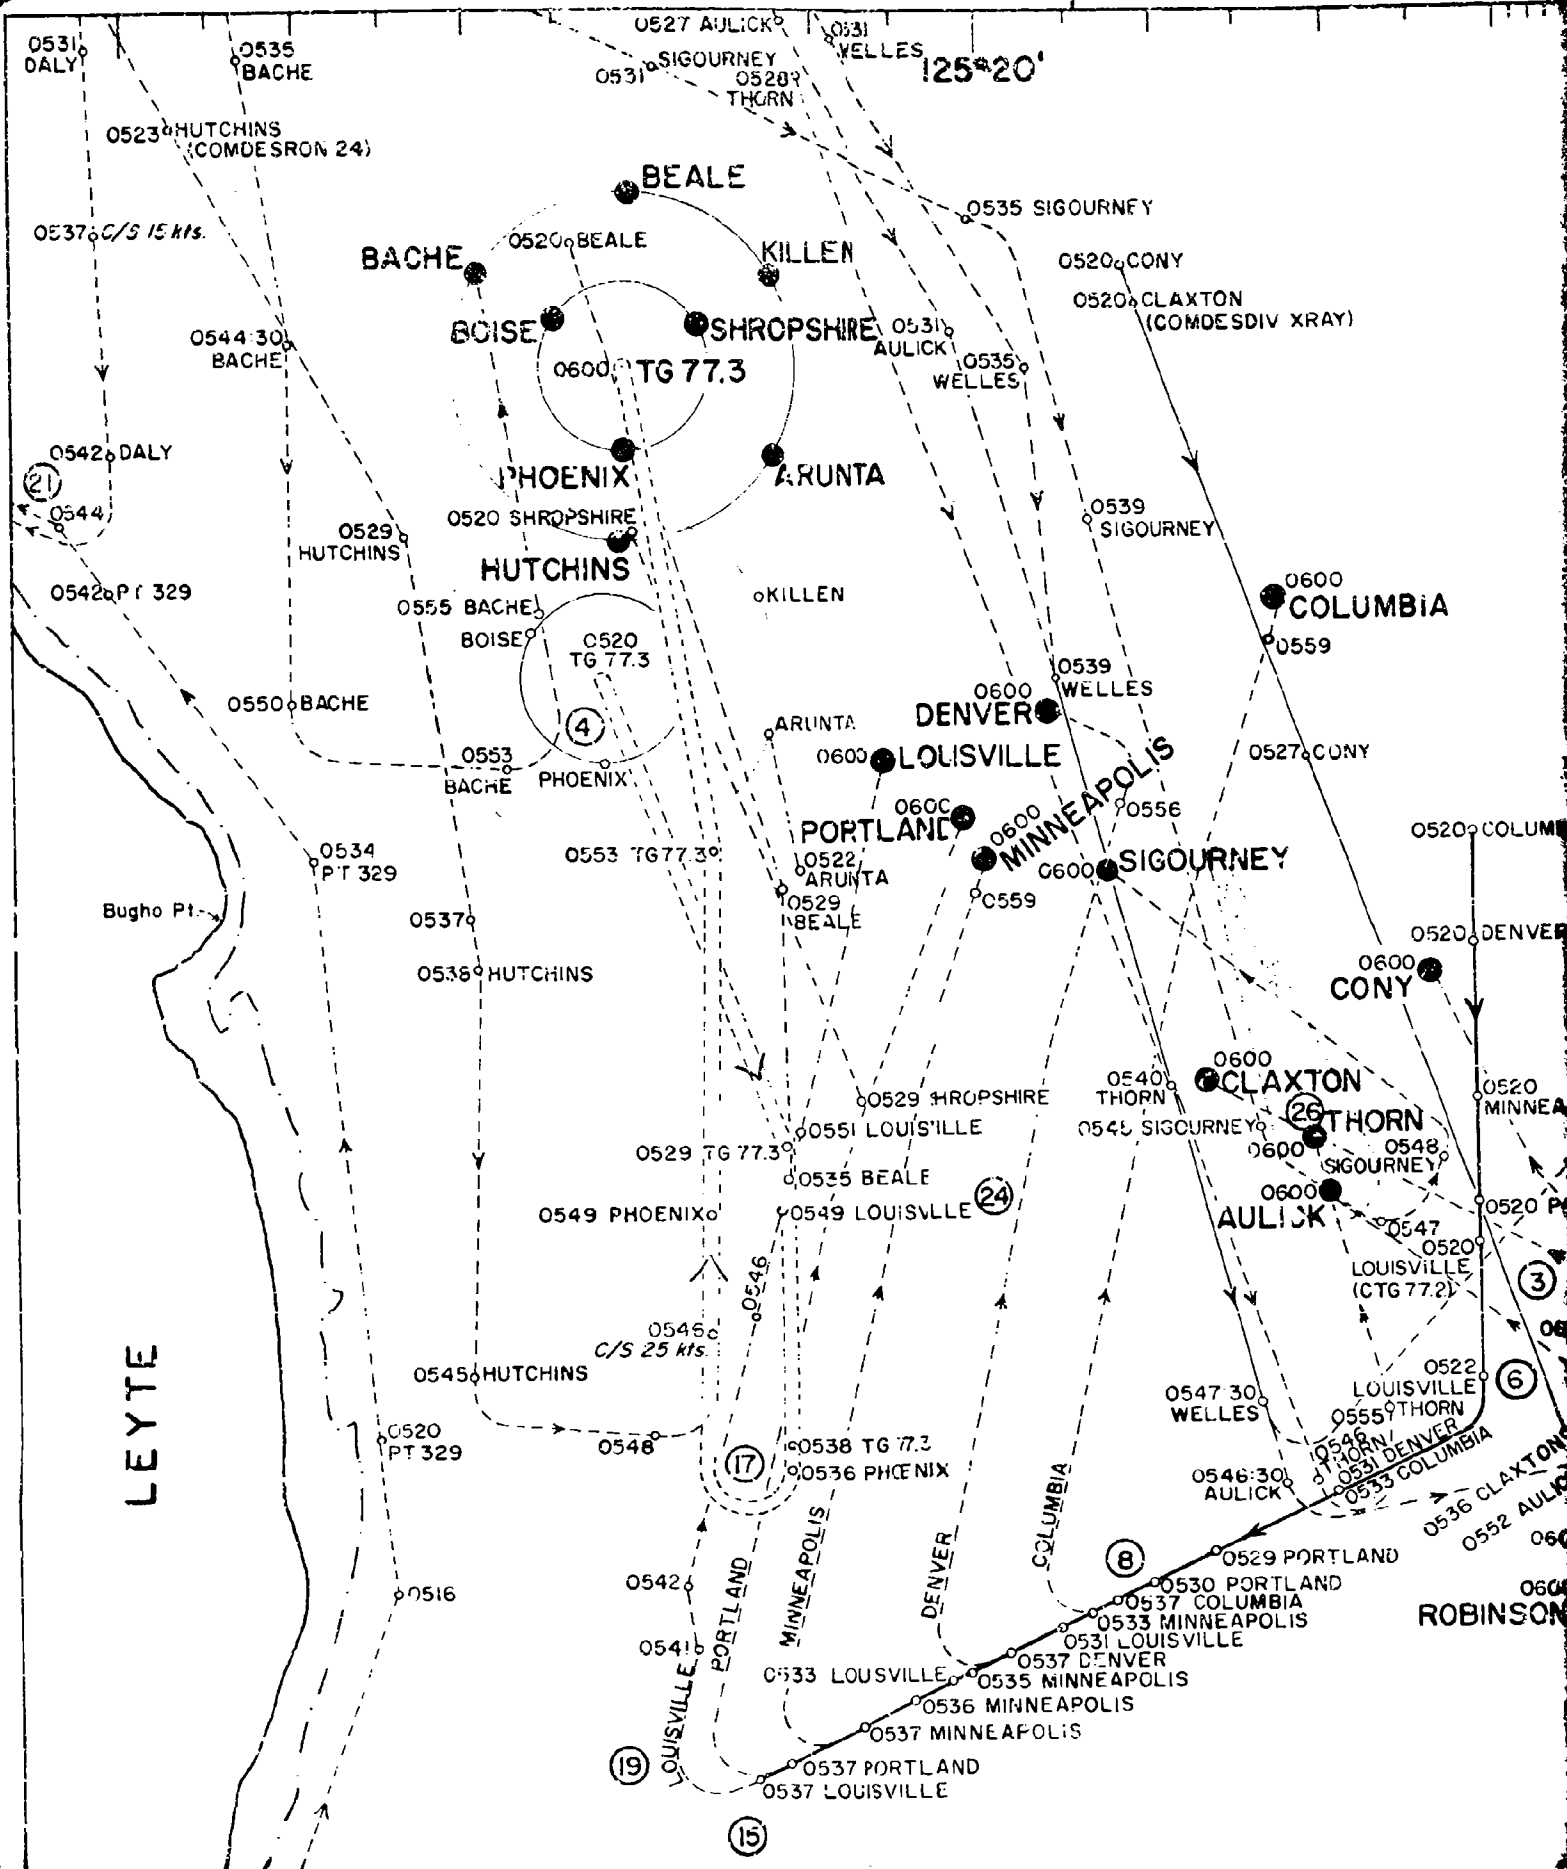 0531
DALY
0535
BACHE
0527 AULICK
0531
WELLES
SIGOURNEY
0531
0528
THORN
125°20'
0523 HUTCHINS
(COMDESRON 24)
BEALE
0535 SIGOURNEY
0537 C/S 15 kts.
0520 BEALE
BACHE
KILLEN
0520 CONY
0520 CLAXTON
(COMDESDIV XRAY)
BOISE
SHROPSHIRE
0531
AULICK
0544:30
BACHE
0600 TG 77.3
0535
WELLES
0542 DALY
21
0544
PHOENIX
ARUNTA
0520 SHROPSHIRE
0539
SIGOURNEY
0529
HUTCHINS
HUTCHINS
0542 PT 329
0555 BACHE
KILLEN
0600
COLUMBIA
BOISE
0520
TG 77.3
0559
0539
WELLES
0550 BACHE
4
0600
DENVER
ARUNTA
0600 LOUISVILLE
0527 CONY
0553
BACHE
PHOENIX
0556
0600
PORTLAND
0600
MINNEAPOLIS
0520 COLUM
0534
PT 329
0553 TG 77.3
0522
ARUNTA
0600 SIGOURNEY
0529
BEALE
0559
Bugho Pt.
0537
0520 DENVER
0538 HUTCHINS
0600
CONY
0540
THORN
0600
CLAXTON
0520
MINNEA
0529 SHROPSHIRE
26
THORN
0551 LOUISVILLE
0545 SIGOURNEY
0600
0548
SIGOURNEY
0529 TG 77.3
0535 BEALE
24
0600
AULICK
0520 PO
0549 PHOENIX
0549 LOUISVILLE
0547
0520
LOUISVILLE
(CTG 77.2)
3
0546
0546
C/S 25 kts.
LEYTE
0545 HUTCHINS
0522
LOUISVILLE
6
0547:30
WELLES
0555 THORN
0520
PT 329
0548
17
0538 TG 77.3
0536 PHOENIX
0546
THORN
0531 DENVER
0533 COLUMBIA
0546:30
AULICK
0536 CLAXTON
0552 AULIC
MINNEAPOLIS
COLUMBIA
DENVER
PORTLAND
8
0529 PORTLAND
0542
0516
0530 PORTLAND
0537 COLUMBIA
0533 MINNEAPOLIS
ROBINSON
0531 LOUISVILLE
0541
0537 DENVER
0533 LOUSVILLE
0535 MINNEAPOLIS
0536 MINNEAPOLIS
LOUISVILLE
0537 MINNEAPOLIS
19
0537 PORTLAND
0537 LOUISVILLE
15